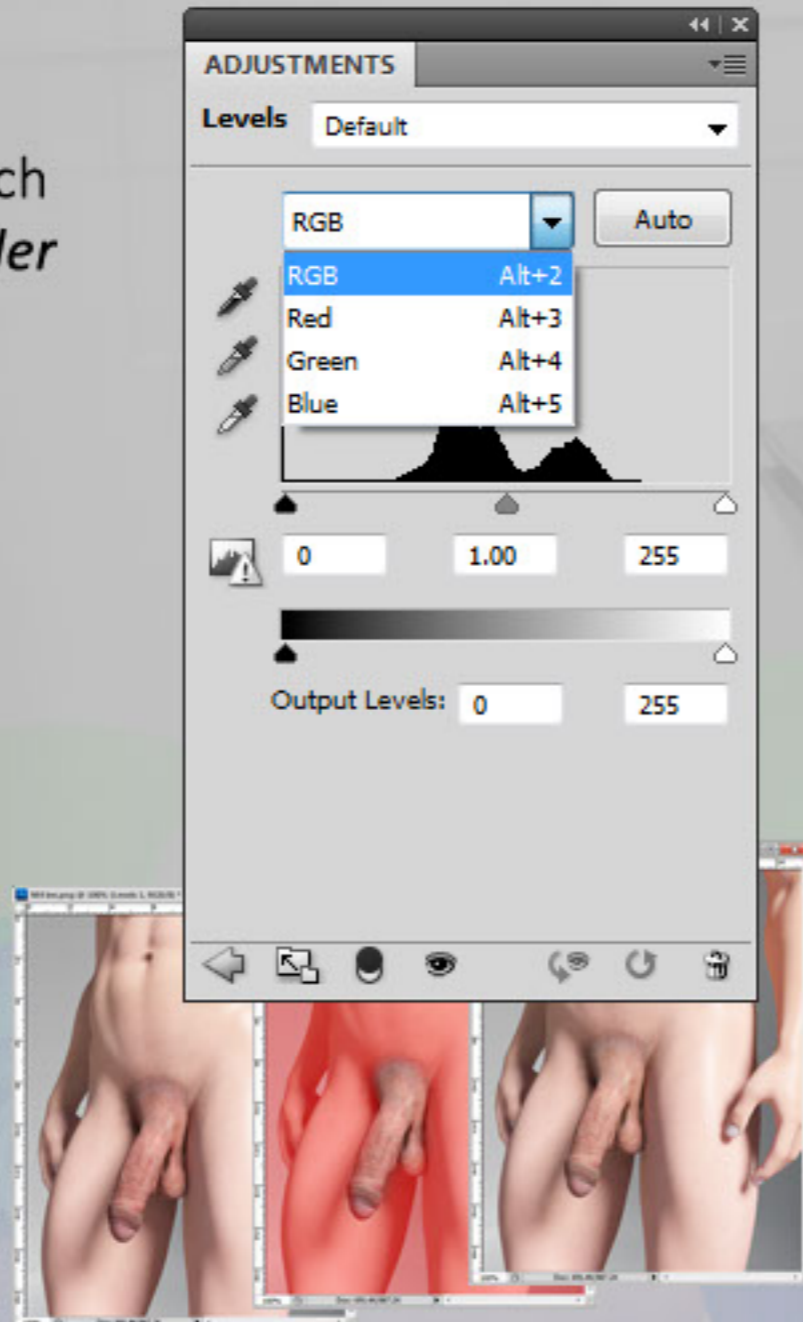 ADJUSTMENTS
ch
Levels Default
ler
RGB Auto
RGB Alt+2
Red Alt+3
Green Alt+4
Blue Alt+5
0 1.00 255
Output Levels: 0 255